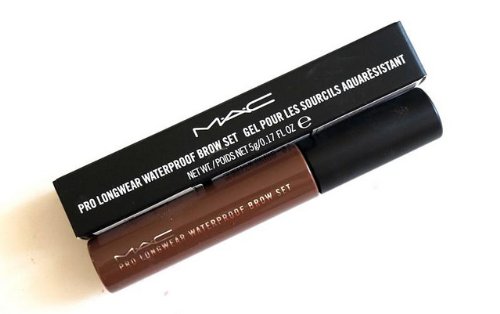 MAC
PRO LONGWEAR WATERPROOF BROW SET GEL POUR LES SOURCILS AQUARÈSISTANT
NET WT./POIDS NET 5g/0.17 FL OZ ℮
MAC
PRO LONGWEAR WATERPROOF BROW SET